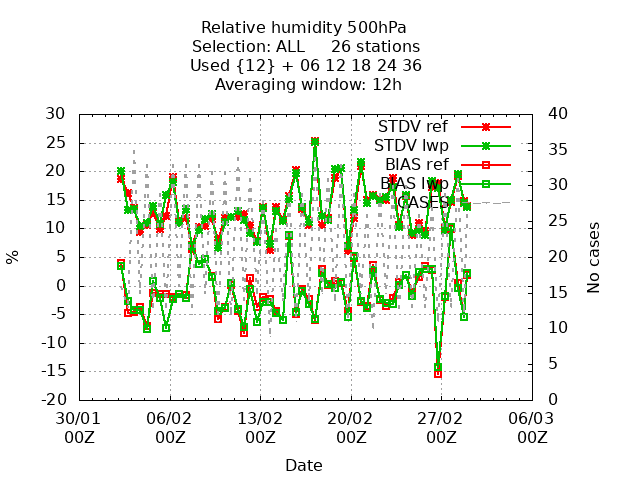 Relative humidity 500hPa
Selection: ALL 26 stations
Used {12} + 06 12 18 24 36
Averaging window: 12h
30 40
STDV ref
25 35
STDV lwp
20 BIAS ref
BIAS lwp 30
15 CASES
10 25
5 20
0
-5 15
-10 10
-15 5
-20 0
% No cases
30/01 06/02 13/02 20/02 27/02 06/03
00Z 00Z 00Z 00Z 00Z 00Z
Date